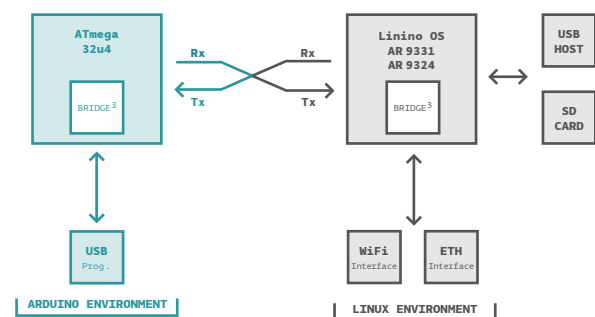 ATmega
32u4
BRIDGE³
Rx
Tx
Rx
Tx
Linino OS
AR 9331
AR 9324
BRIDGE³
USB
HOST
SD
CARD
USB
Prog.
WiFi
Interface
ETH
Interface
ARDUINO ENVIRONMENT
LINUX ENVIRONMENT